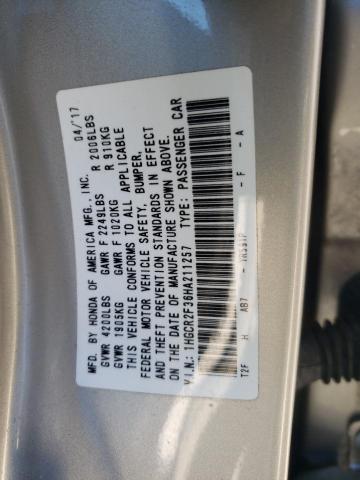 MFD. BY HONDA OF AMERICA MFG., INC. 04/'17
GVWR 4200LBS GAWR F 2249LBS R 2006LBS
GVWR 1905KG GAWR F 1020KG R 910KG
THIS VEHICLE CONFORMS TO ALL APPLICABLE
FEDERAL MOTOR VEHICLE SAFETY, BUMPER,
AND THEFT PREVENTION STANDARDS IN EFFECT
ON THE DATE OF MANUFACTURE SHOWN ABOVE.
V.I.N.: 1HGCR2F36HA211257 TYPE: PASSENGER CAR
T2F H AB7 - - F - A